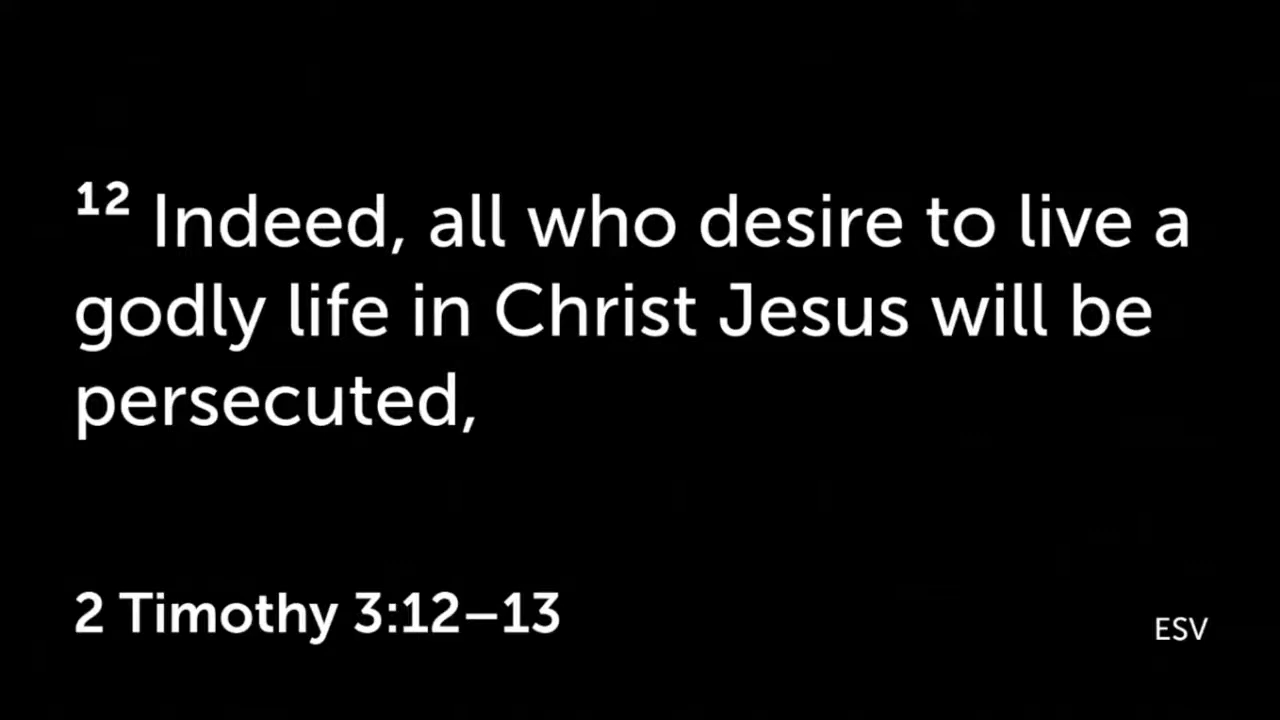 12 Indeed, all who desire to live a
godly life in Christ Jesus will be
persecuted,
2 Timothy 3:12–13
ESV